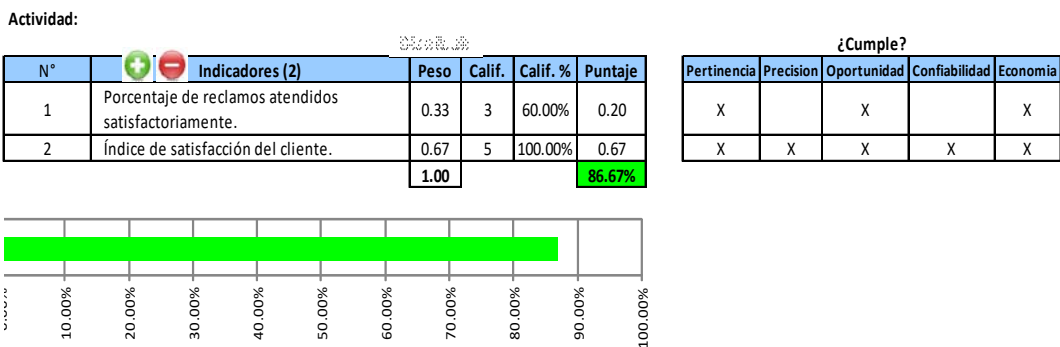 Actividad:
¿Cumple?
N° Indicadores (2) Peso Calif. Calif. % Puntaje Pertinencia Precision Oportunidad Confiabilidad Economia
1 Porcentaje de reclamos atendidos satisfactoriamente. 0.33 3 60.00% 0.20 X X X
2 Índice de satisfacción del cliente. 0.67 5 100.00% 0.67 X X X X X
1.00 86.67%
10.00% 20.00% 30.00% 40.00% 50.00% 60.00% 70.00% 80.00% 90.00% 100.00%